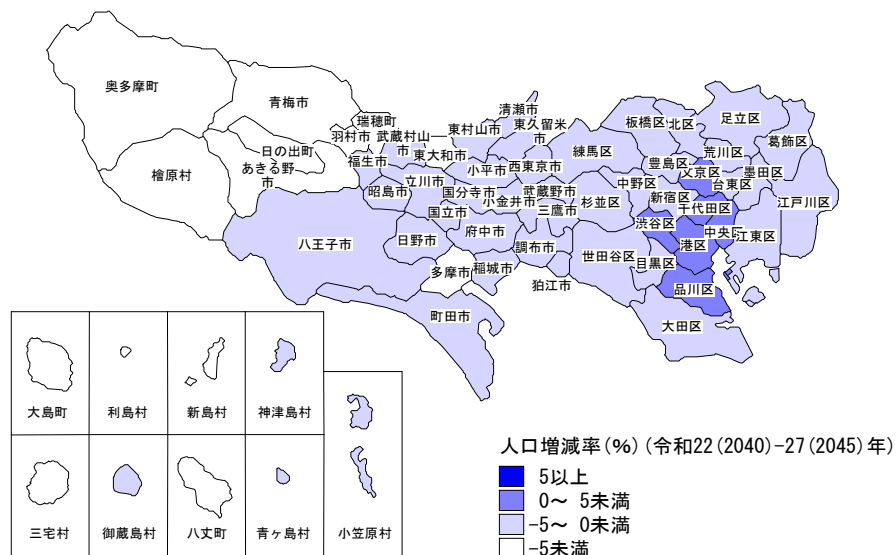 奥多摩町
青梅市
瑞穂町
羽村市
武蔵村山
市
東村山市
清瀬市
東久留米
市
板橋区
北区
足立区
葛飾区
荒川区
日の出町
あきる野
市
檜原村
福生市
東大和市
小平市
西東京市
練馬区
豊島区
文京区
台東区
墨田区
昭島市
立川市
国分寺市
小金井市
武蔵野市
三鷹市
杉並区
中野区
新宿区
千代田区
江戸川区
国立市
府中市
調布市
渋谷区
港区
中央区
江東区
八王子市
日野市
多摩市
稲城市
狛江市
世田谷区
目黒区
品川区
大田区
町田市
大島町
利島村
新島村
神津島村
三宅村
御蔵島村
八丈町
青ヶ島村
小笠原村
人口増減率(%) (令和22(2040)-27(2045)年)
5以上
0～ 5未満
-5～ 0未満
-5未満